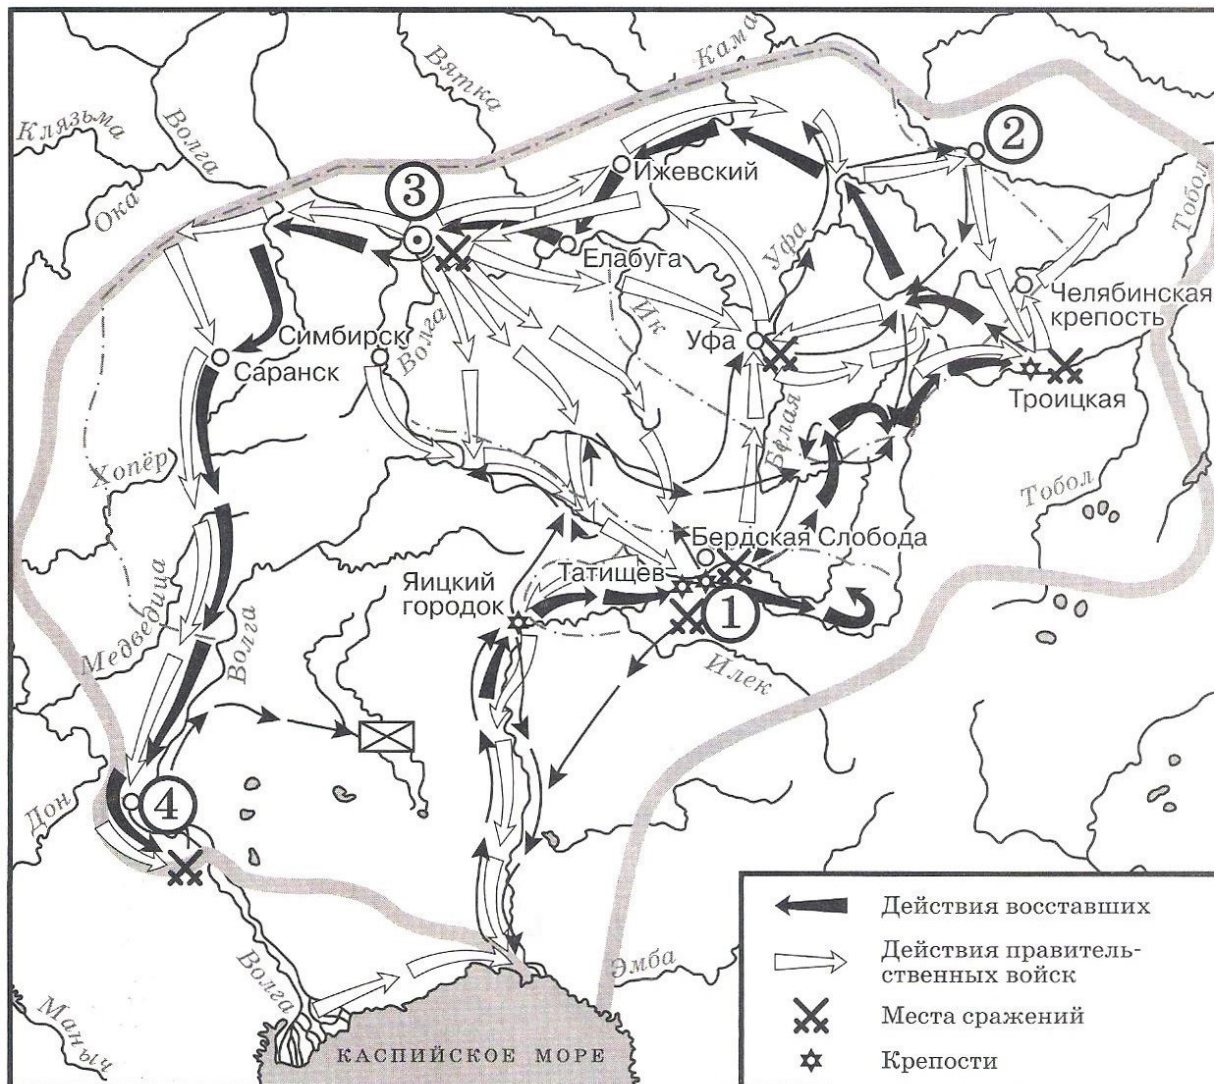 Клязьма
Волга
Вятка
Кама
Ока
3
Ижевский
2
Тобол
Елабуга
Уфа
Волга
Ик
Челябинская
крепость
Симбирск
Саранск
Уфа
Троицкая
Белая
Хопёр
Тобол
Бердская Слобода
Татищев
Яицкий
городок
1
Медведица
Волга
Илек
Дон
4
Эмба
Волга
Маныч
КАСПИЙСКОЕ МОРЕ
Действия восставших
Действия правитель-
ственных войск
Места сражений
Крепости